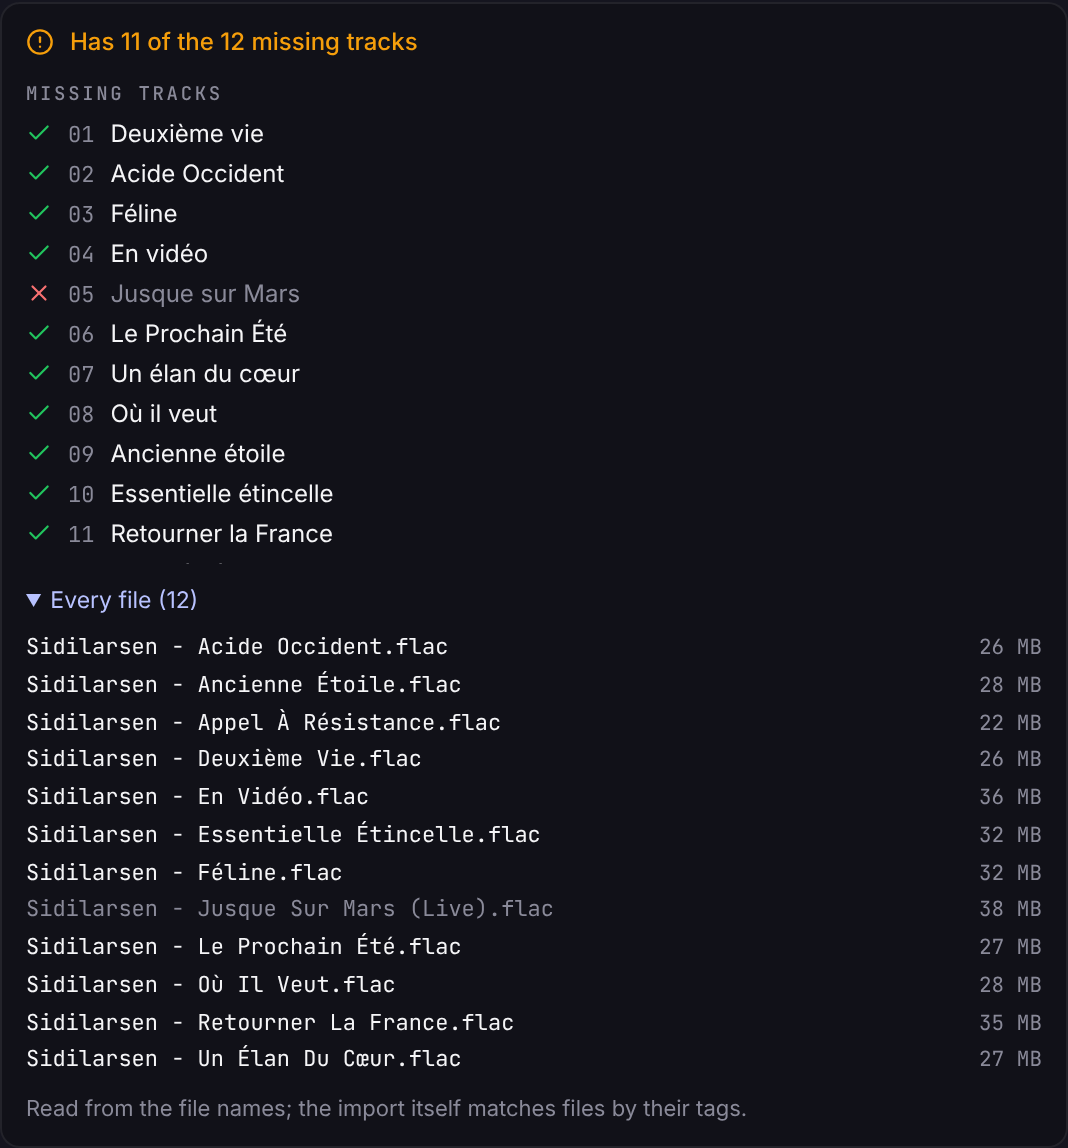 Has 11 of the 12 missing tracks
MISSING TRACKS
01 Deuxième vie
02 Acide Occident
03 Féline
04 En vidéo
05 Jusque sur Mars
06 Le Prochain Été
07 Un élan du cœur
08 Où il veut
09 Ancienne étoile
10 Essentielle étincelle
11 Retourner la France
Every file (12)
Sidilarsen - Acide Occident.flac 26 MB
Sidilarsen - Ancienne Étoile.flac 28 MB
Sidilarsen - Appel À Résistance.flac 22 MB
Sidilarsen - Deuxième Vie.flac 26 MB
Sidilarsen - En Vidéo.flac 36 MB
Sidilarsen - Essentielle Étincelle.flac 32 MB
Sidilarsen - Féline.flac 32 MB
Sidilarsen - Jusque Sur Mars (Live).flac 38 MB
Sidilarsen - Le Prochain Été.flac 27 MB
Sidilarsen - Où Il Veut.flac 28 MB
Sidilarsen - Retourner La France.flac 35 MB
Sidilarsen - Un Élan Du Cœur.flac 27 MB
Read from the file names; the import itself matches files by their tags.